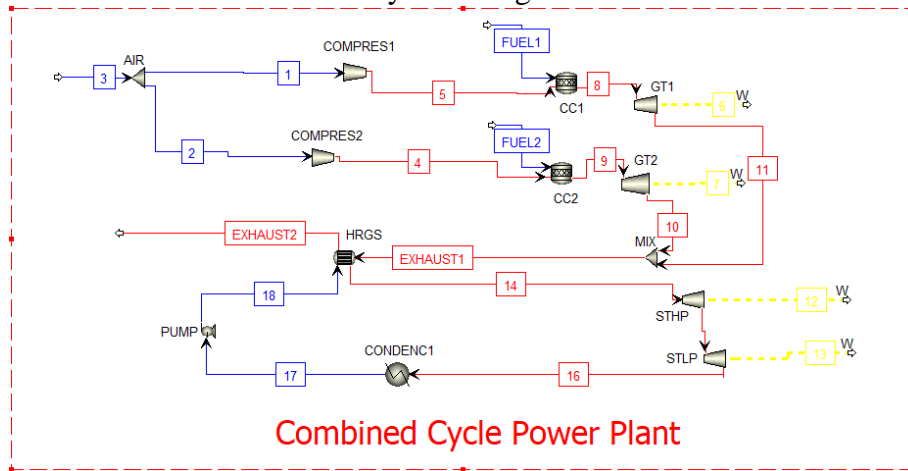 COMPRES1
FUEL1
AIR
3
1
5
8
GT1
6
W
CC1
COMPRES2
FUEL2
2
4
9
GT2
7
W
11
CC2
10
MIX
EXHAUST2
HRGS
EXHAUST1
18
14
12
W
STHP
PUMP
CONDENC1
STLP
13
W
17
16
Combined Cycle Power Plant